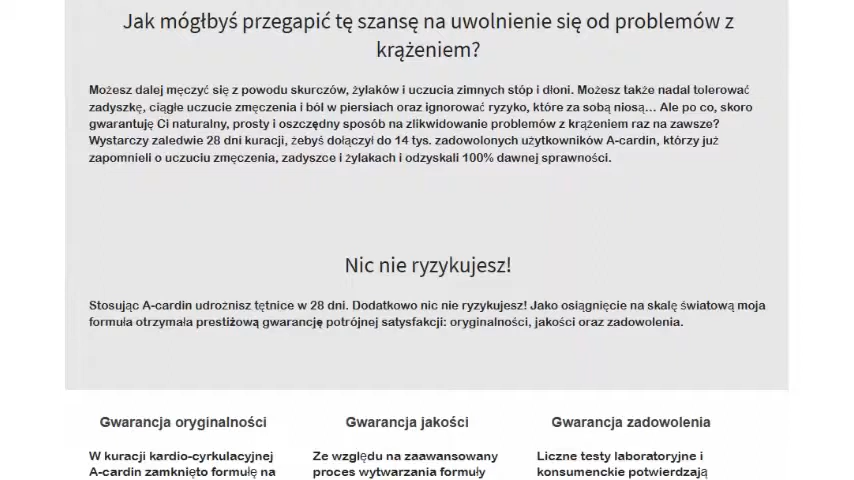 Jak mógłbyś przegapić tę szansę na uwolnienie się od problemów z
krążeniem?
Możesz dalej męczyć się z powodu skurczów, żylaków i uczucia zimnych stóp i dłoni. Możesz także nadal tolerować
zadyszkę, ciągłe uczucie zmęczenia i ból w piersiach oraz ignorować ryzyko, które za sobą niosą... Ale po co, skoro
gwarantuję Ci naturalny, prosty i oszczędny sposób na zlikwidowanie problemów z krążeniem raz na zawsze?
Wystarczy zaledwie 28 dni kuracji, żebyś dołączył do 14 tys. zadowolonych użytkowników A-cardin, którzy już
zapomnieli o uczuciu zmęczenia, zadyszce i żylakach i odzyskali 100% dawnej sprawności.
Nic nie ryzykujesz!
Stosując A-cardin udrożnisz tętnice w 28 dni. Dodatkowo nic nie ryzykujesz! Jako osiągnięcie na skalę światową moja
formuła otrzymała prestiżową gwarancję potrójnej satysfakcji: oryginalności, jakości oraz zadowolenia.
Gwarancja oryginalności
W kuracji kardio-cyrkulacyjnej
A-cardin zamknięto formułę na
Gwarancja jakości
Ze względu na zaawansowany
proces wytwarzania formuły
Gwarancja zadowolenia
Liczne testy laboratoryjne i
konsumenckie potwierdzają